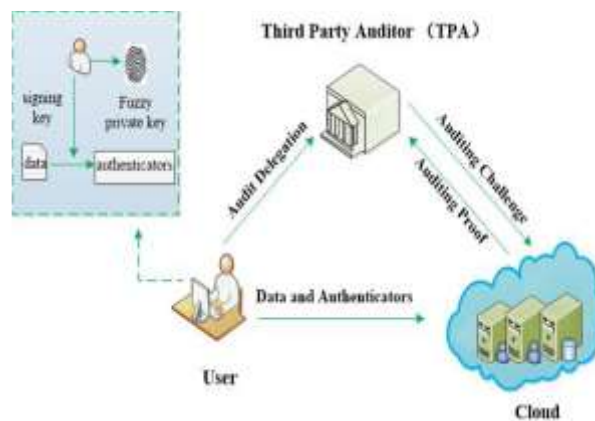 Third Party Auditor （TPA）
signing
key
Fuzzy
private key
data
authenticators
Audit Delegation
Auditing Challenge
Auditing Proof
Data and Authenticators
User
Cloud